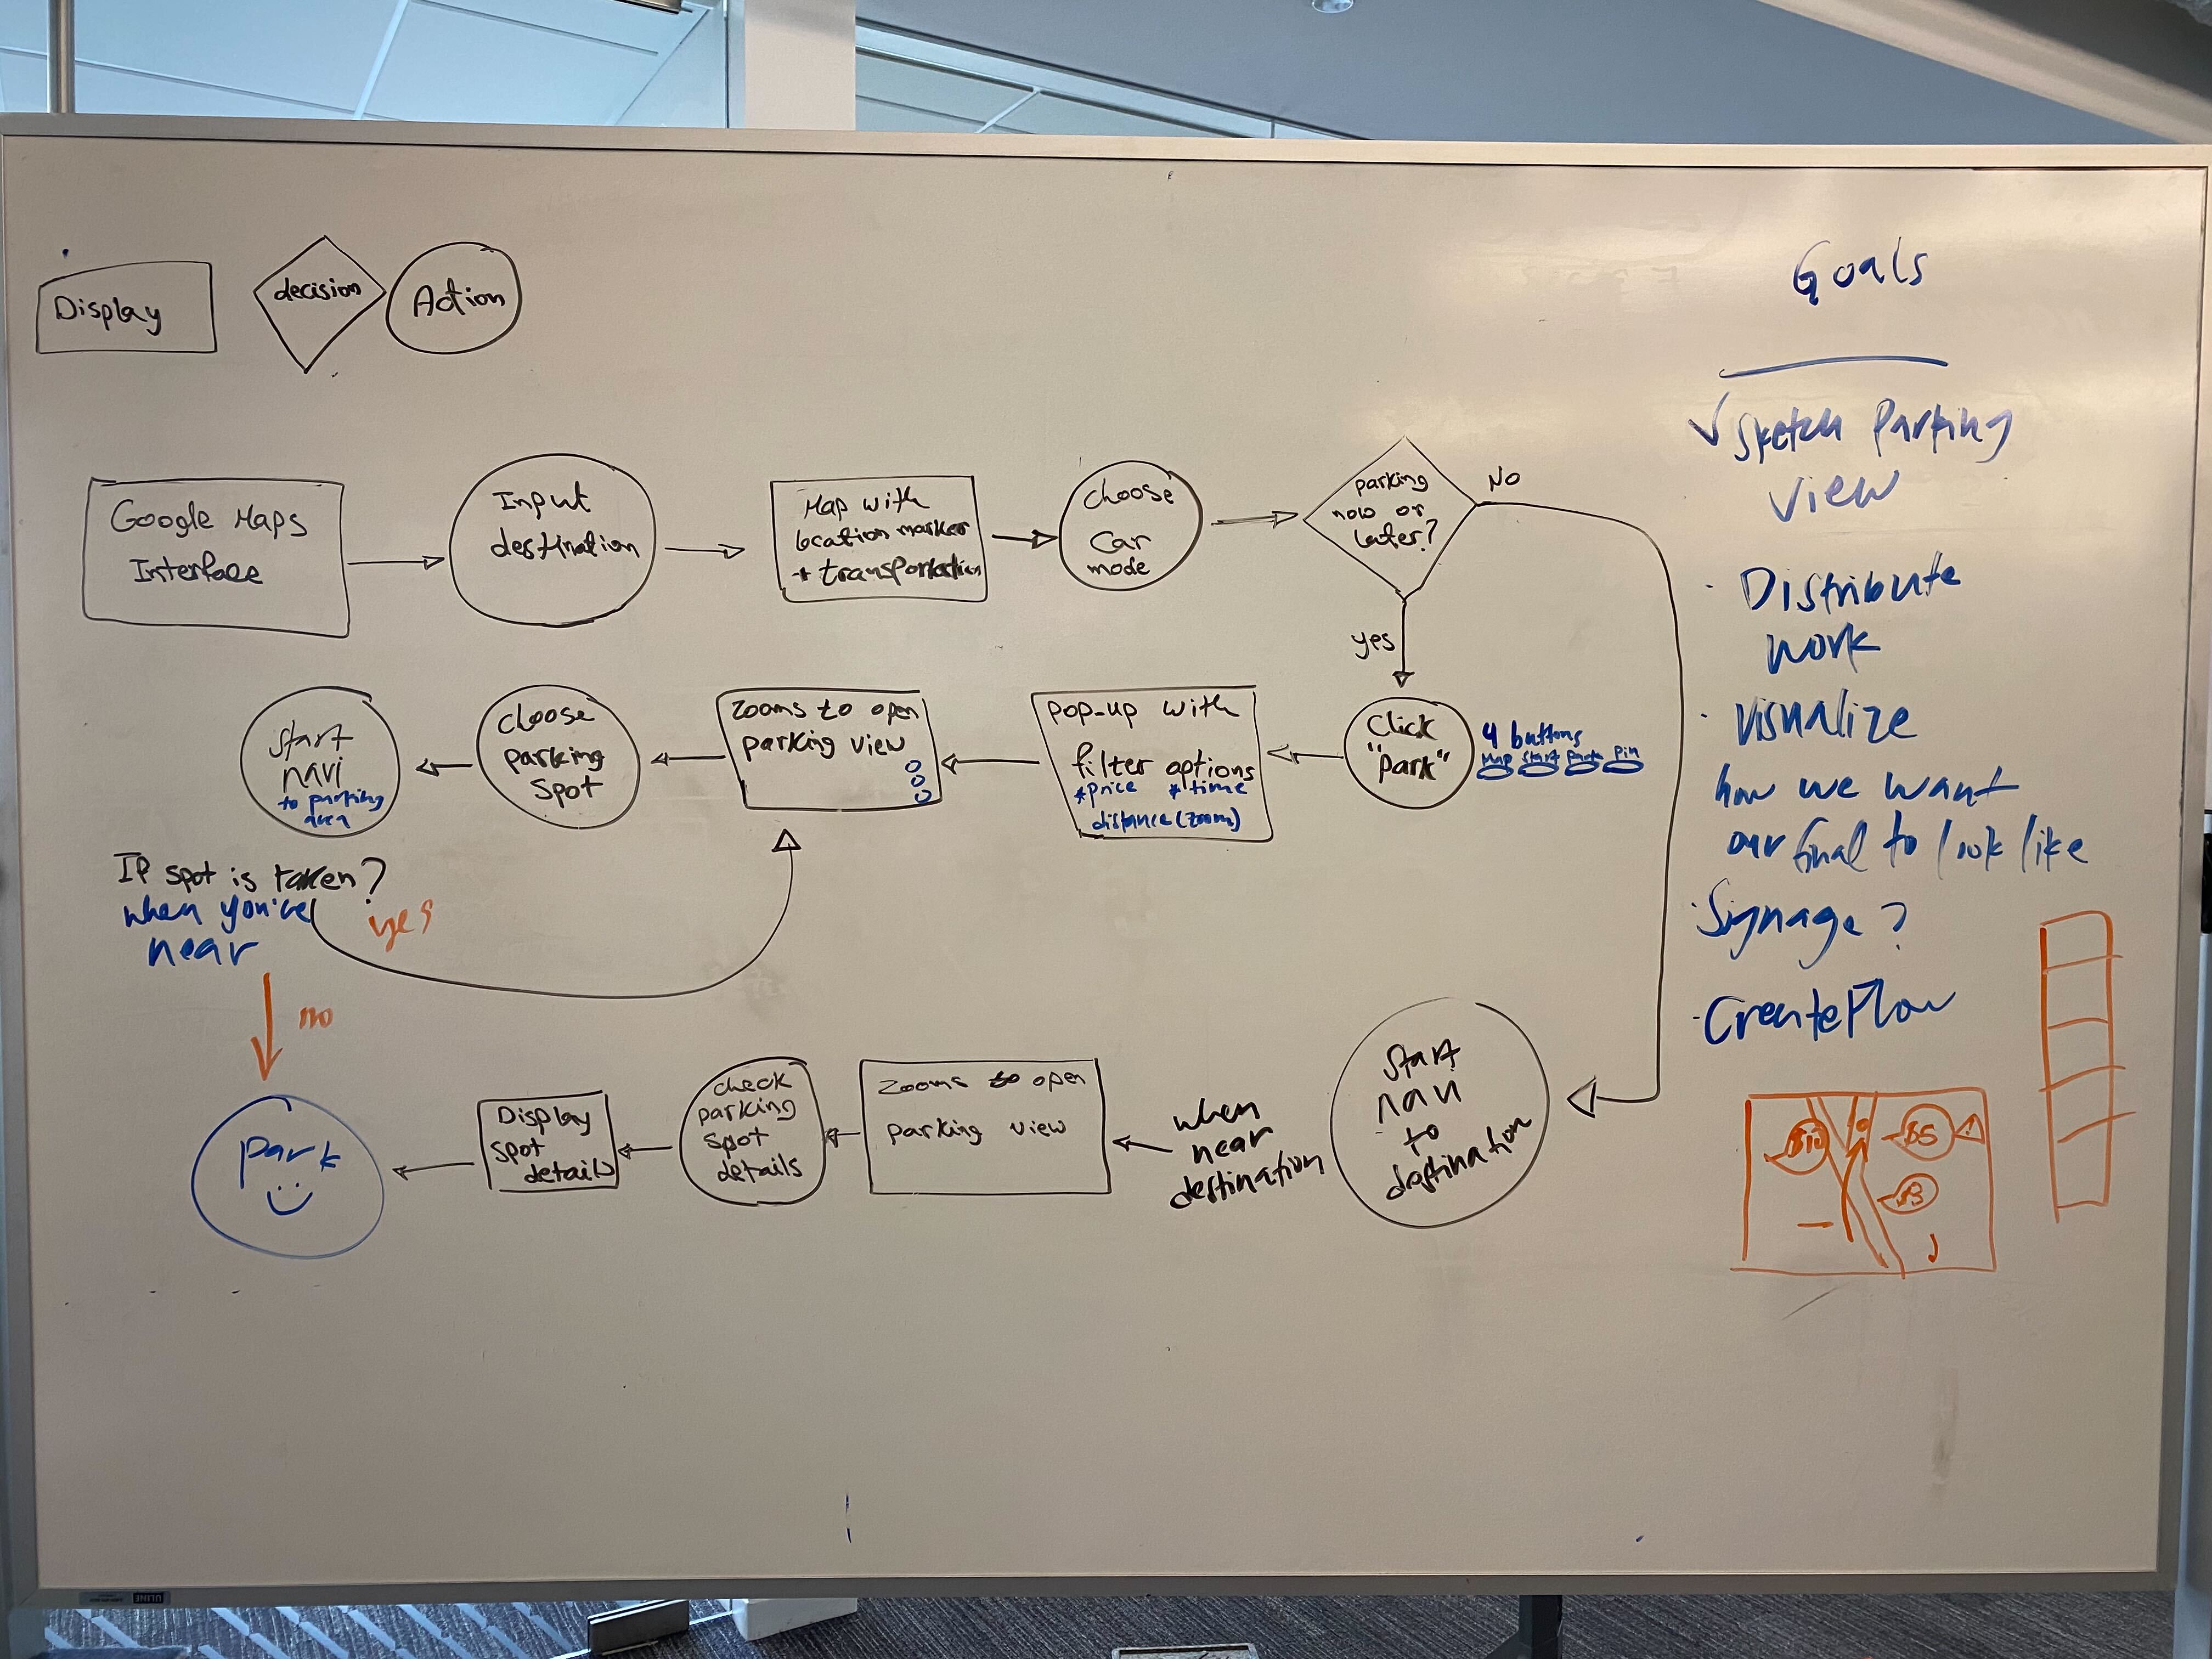 Display
decision
Action
Google Maps
Interface
Input
destination
Map with
location marker
+ transportation
choose
car
mode
parking
now or
later?
No
yes
Click
"park"
4 buttons
Map Start Park Pin
POP-UP with
filter options
*price *time
distance (zoom)
Zooms to open
parking view
choose
parking
spot
start
navi
to parking
area
If spot is taken?
when you're
near
yes
no
Start
navi
to
destination
when
near
destination
Zooms to open
parking view
check
parking
spot
details
Display
spot
details
park
Goals
✓ Sketch Parking
View
· Distribute
work
· Visualize
how we want
our final to look like
· Signage?
- Create Flow
$10
$5
$3
ULINE